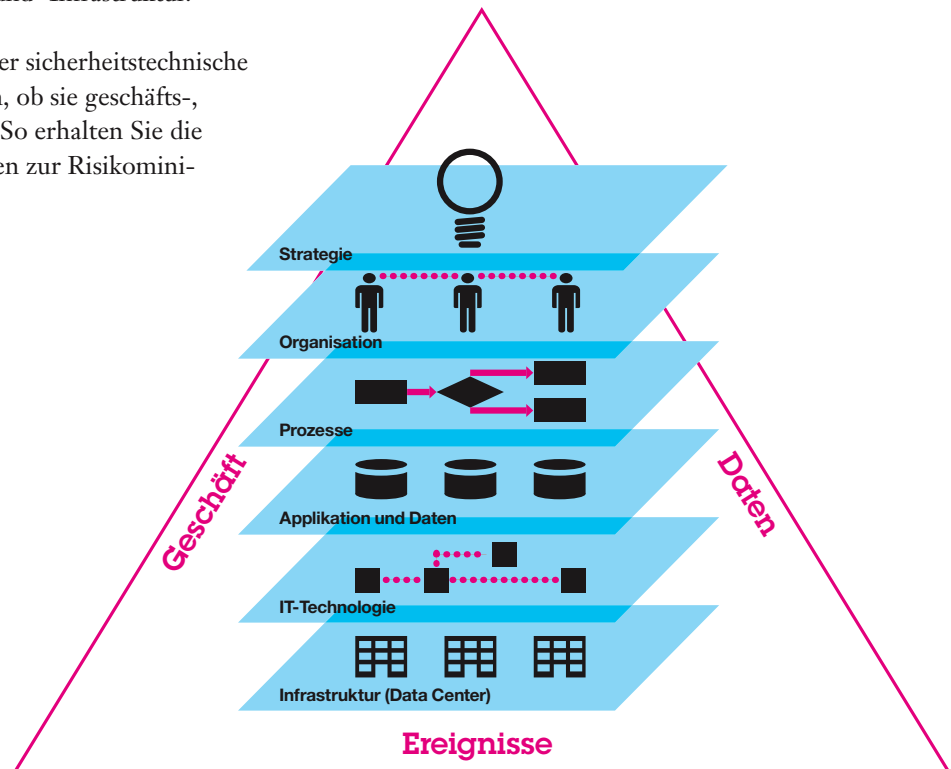 Infrastruktur.
er sicherheitstechnische
, ob sie geschäfts-,
So erhalten Sie die
en zur Risikomini-
Strategie
Organisation
Prozesse
Applikation und Daten
IT-Technologie
Infrastruktur (Data Center)
Geschäft
Daten
Ereignisse